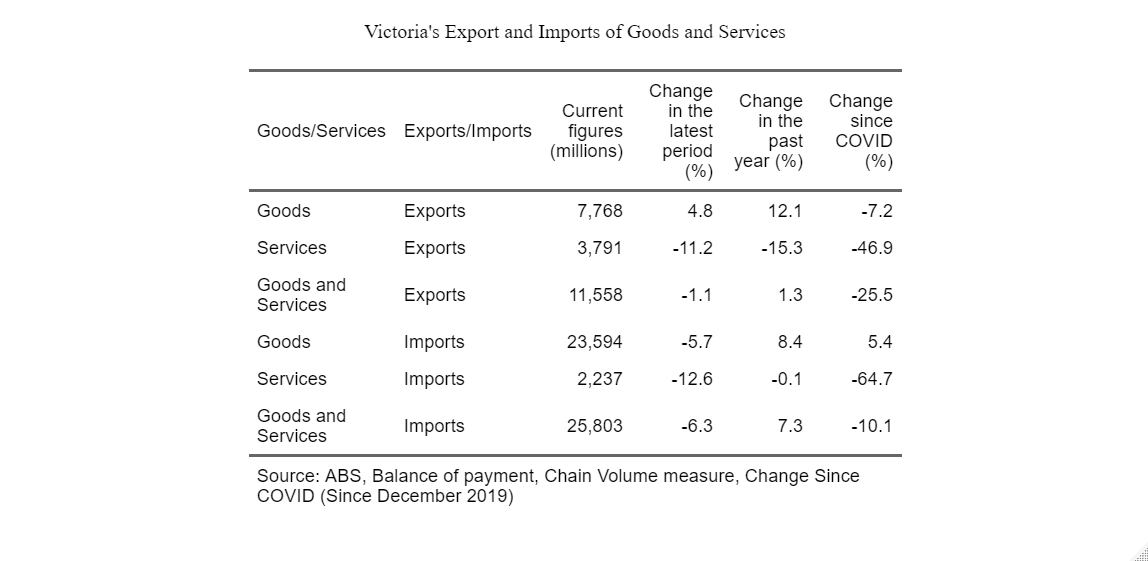 Victoria's Export and Imports of Goods and Services
Goods/Services Exports/Imports Current figures (millions) Change in the latest period (%) Change in the past year (%) Change since COVID (%)
Goods Exports 7,768 4.8 12.1 -7.2
Services Exports 3,791 -11.2 -15.3 -46.9
Goods and Services Exports 11,558 -1.1 1.3 -25.5
Goods Imports 23,594 -5.7 8.4 5.4
Services Imports 2,237 -12.6 -0.1 -64.7
Goods and Services Imports 25,803 -6.3 7.3 -10.1
Source: ABS, Balance of payment, Chain Volume measure, Change Since
COVID (Since December 2019)